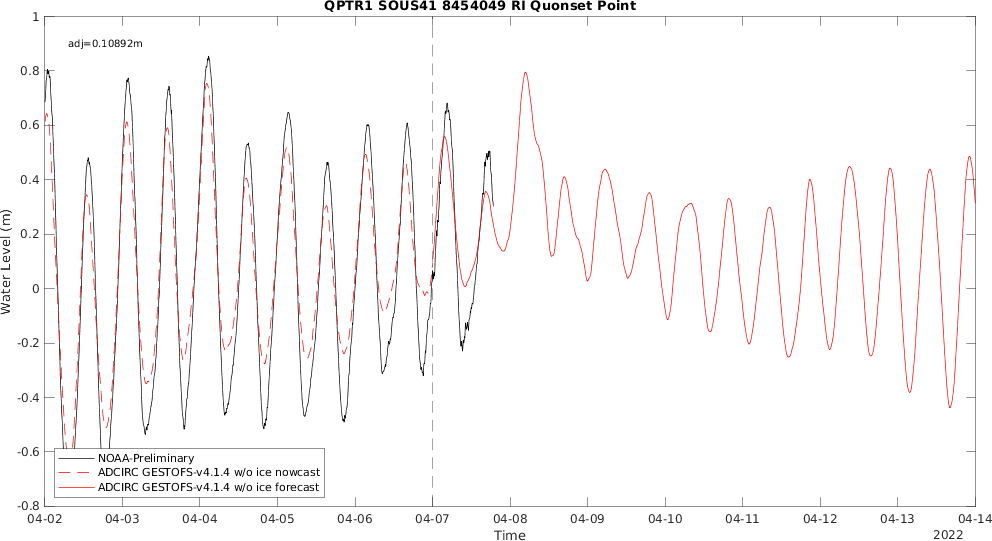 QPTR1 SOUS41 8454049 RI Quonset Point
1
adj=0.10892m
0.8
0.6
0.4
0.2
0
-0.2
-0.4
-0.6
-0.8
Water Level (m)
NOAA-Preliminary
ADCIRC GESTOFS-v4.1.4 w/o ice nowcast
ADCIRC GESTOFS-v4.1.4 w/o ice forecast
04-02 04-03 04-04 04-05 04-06 04-07 04-08 04-09 04-10 04-11 04-12 04-13 04-14
Time
2022